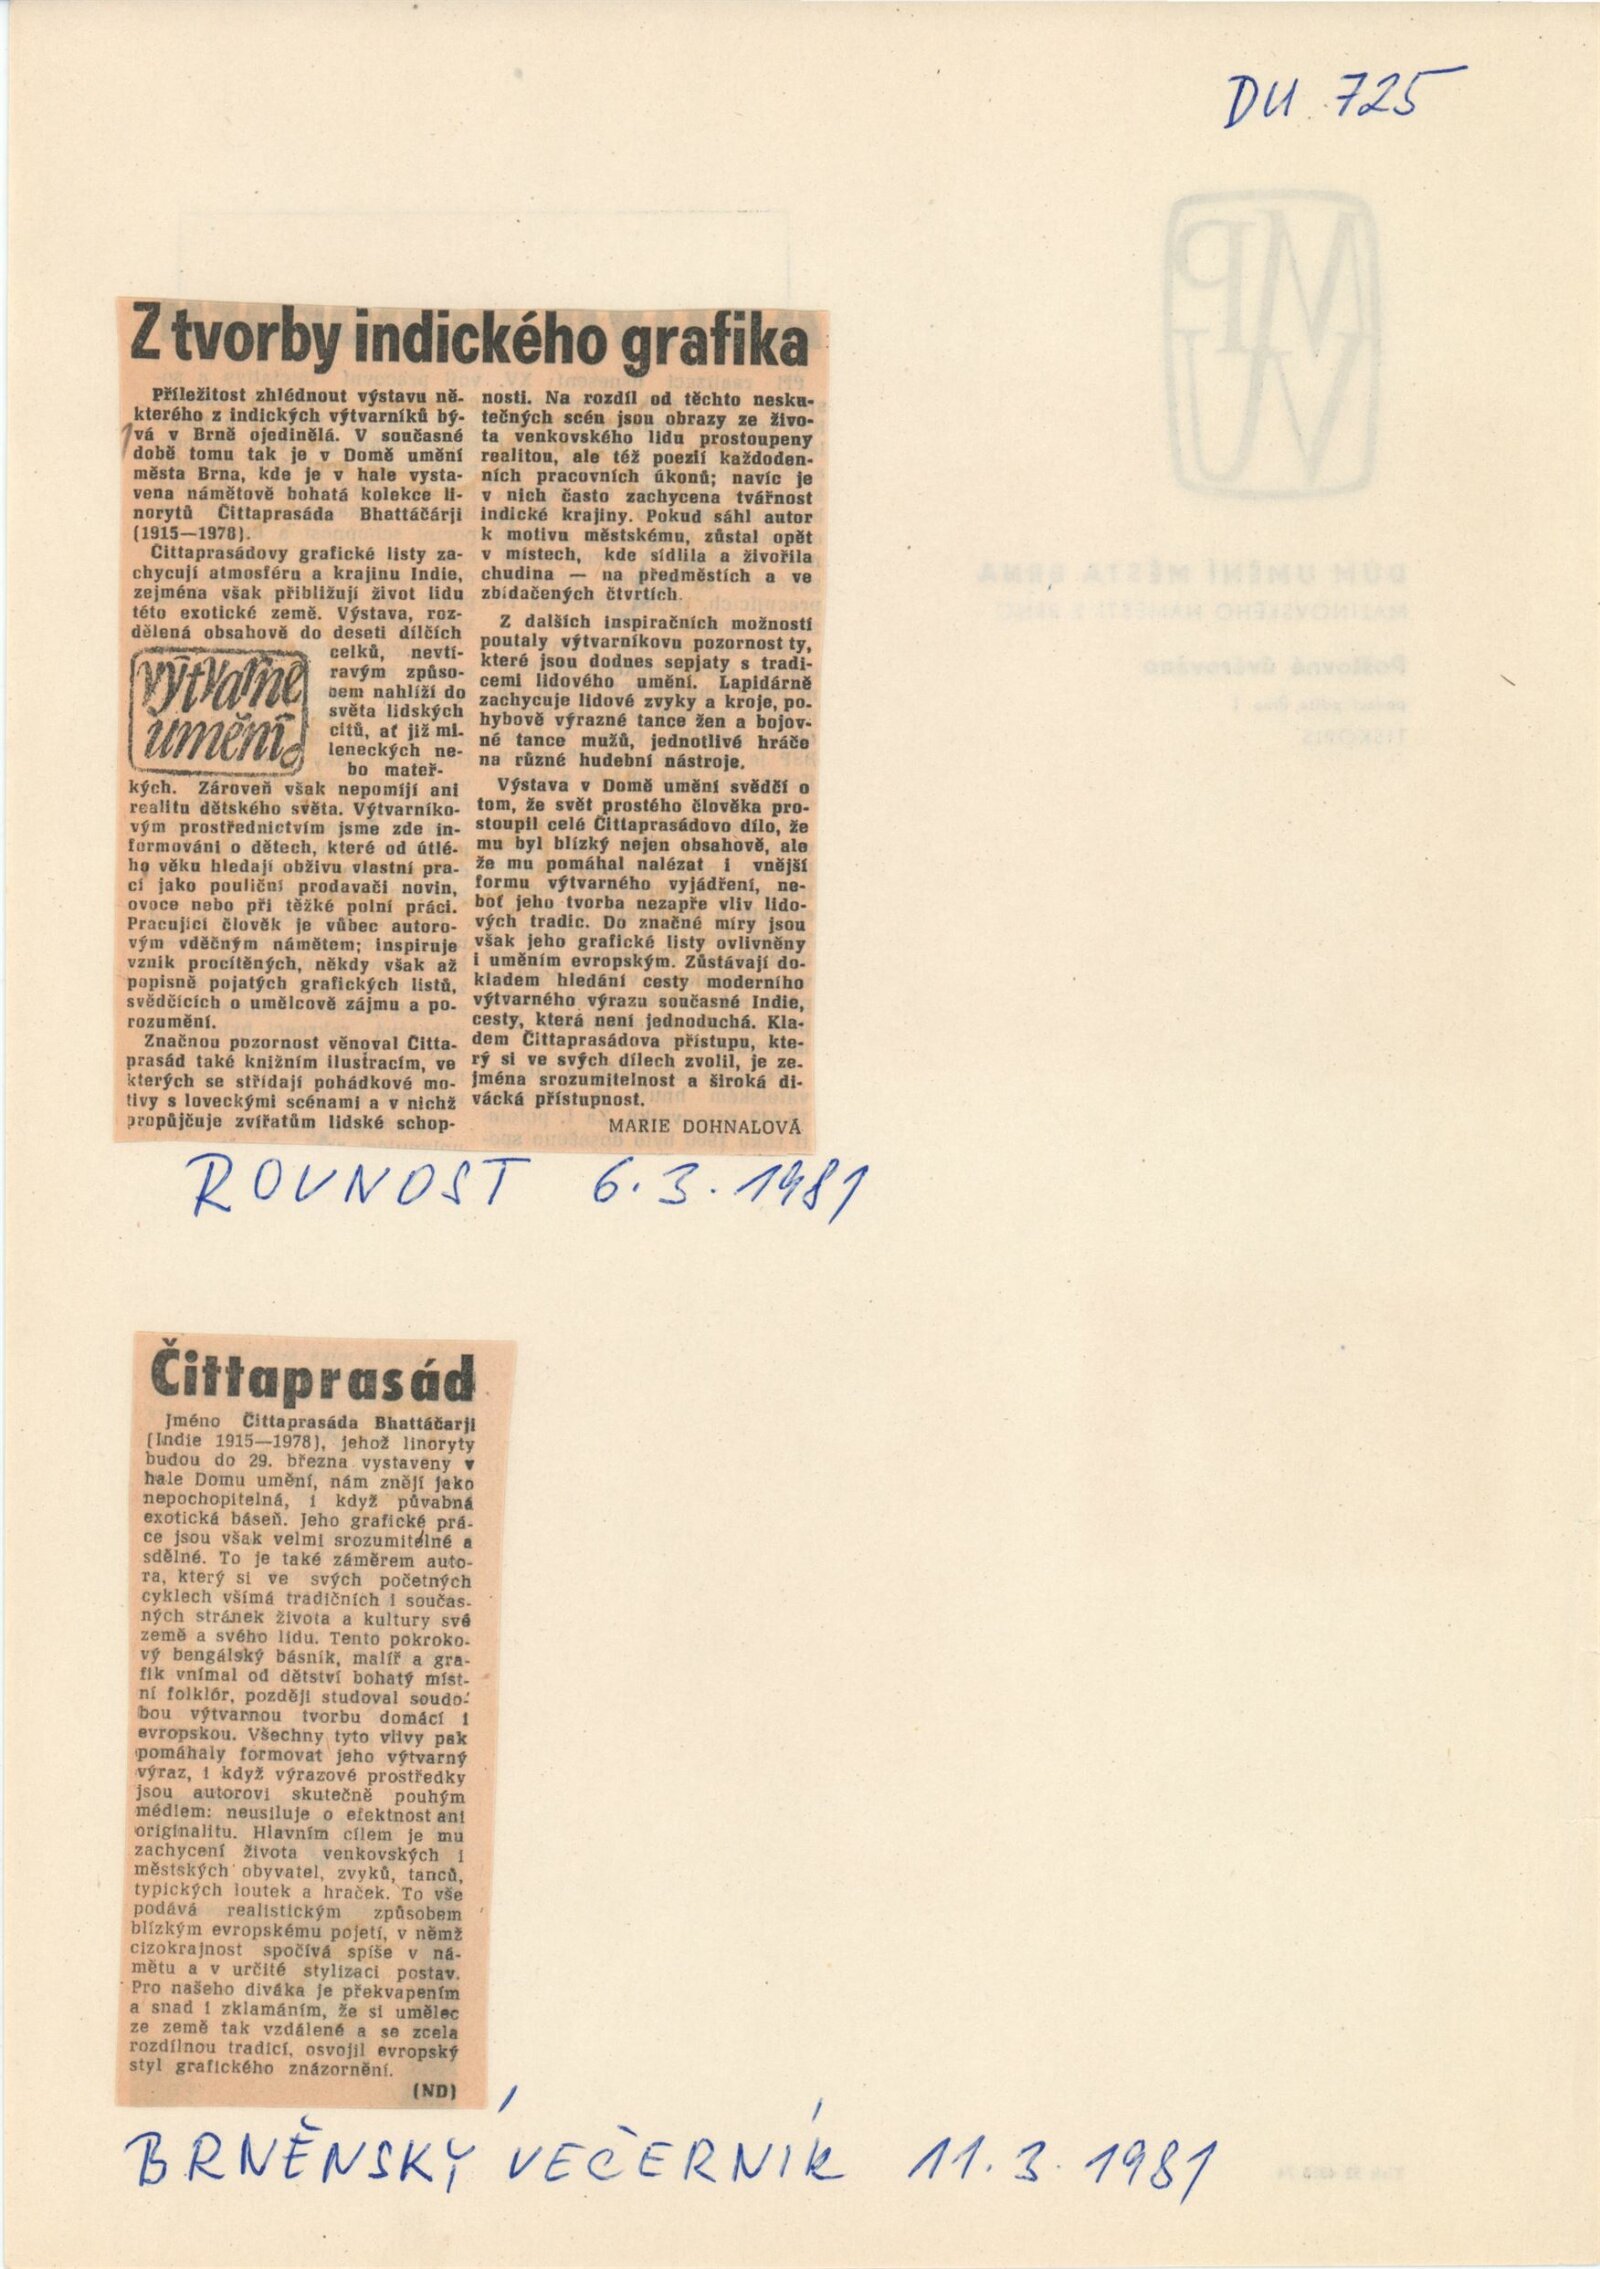 DU 725
Z tvorby indického grafika
Příležitost zhlédnout výstavu ně-
kterého z indických výtvarníků bý-
vá v Brně ojedinělá. V současné
době tomu tak je v Domě umění
města Brna, kde je v hale vysta-
vena námětově bohatá kolekce li-
norytů Čittaprasáda Bhattáčárji
(1915—1978).
Čittaprasádovy grafické listy za-
chycují atmosféru a krajinu Indie,
zejména však přibližují život lidu
této exotické země. Výstava, roz-
dělená obsahově do deseti dílčích
celků, nevtí-
ravým způso-
bem nahlíží do
světa lidských
citů, ať již mi-
leneckých ne-
bo mateř-
výtvarné
umění
kých. Zároveň však nepomíjí ani
realitu dětského světa. Výtvarníko-
vým prostřednictvím jsme zde in-
formováni o dětech, které od útlé-
ho věku hledají obživu vlastní pra-
cí jako pouliční prodavači novin,
ovoce nebo při těžké polní práci.
Pracující člověk je vůbec autoro-
vým vděčným námětem; inspiruje
vznik procítěných, někdy však až
popisně pojatých grafických listů,
svědčících o umělcově zájmu a po-
rozumění.
Značnou pozornost věnoval Čitta-
prasád také knižním ilustracím, ve
kterých se střídají pohádkové mo-
tivy s loveckými scénami a v nichž
propůjčuje zvířatům lidské schop-
nosti. Na rozdíl od těchto nesku-
tečných scén jsou obrazy ze živo-
ta venkovského lidu prostoupeny
realitou, ale též poezií každoden-
ních pracovních úkonů; navíc je
v nich často zachycena tvářnost
indické krajiny. Pokud sáhl autor
k motivu městskému, zůstal opět
v místech, kde sídlila a živořila
chudina — na předměstích a ve
zbídačených čtvrtích.
Z dalších inspiračních možností
poutaly výtvarníkovu pozornost ty,
které jsou dodnes sepjaty s tradi-
cemi lidového umění. Lapidárně
zachycuje lidové zvyky a kroje, po-
hybově výrazné tance žen a bojov-
né tance mužů, jednotlivé hráče
na různé hudební nástroje.
Výstava v Domě umění svědčí o
tom, že svět prostého člověka pro-
stoupil celé Čittaprasádovo dílo, že
mu byl blízký nejen obsahově, ale
že mu pomáhal nalézat i vnější
formu výtvarného vyjádření, ne-
boť jeho tvorba nezapře vliv lido-
vých tradic. Do značné míry jsou
však jeho grafické listy ovlivněny
i uměním evropským. Zůstávají do-
kladem hledání cesty moderního
výtvarného výrazu současné Indie,
cesty, která není jednoduchá. Kla-
dem Čittaprasádova přístupu, kte-
rý si ve svých dílech zvolil, je ze-
jména srozumitelnost a široká di-
vácká přístupnost.
MARIE DOHNALOVÁ
ROVNOST 6.3.1981
Čittaprasád
Jméno Čittaprasáda Bhattáčarji
(Indie 1915—1978), jehož linoryty
budou do 29. března vystaveny v
hale Domu umění, nám znějí jako
nepochopitelná, i když půvabná
exotická báseň. Jeho grafické prá-
ce jsou však velmi srozumitelné a
sdělné. To je také záměrem auto-
ra, který si ve svých početných
cyklech všímá tradičních i součas-
ných stránek života a kultury své
země a svého lidu. Tento pokroko-
vý bengálský básník, malíř a gra-
fik vnímal od dětství bohatý míst-
ní folklór, později studoval soudo-
bou výtvarnou tvorbu domácí i
evropskou. Všechny tyto vlivy pak
pomáhaly formovat jeho výtvarný
výraz, i když výrazové prostředky
jsou autorovi skutečně pouhým
médiem: neusiluje o efektnost ani
originalitu. Hlavním cílem je mu
zachycení života venkovských i
městských obyvatel, zvyků, tanců,
typických loutek a hraček. To vše
podává realistickým způsobem
blízkým evropskému pojetí, v němž
cizokrajnost spočívá spíše v ná-
mětu a v určité stylizaci postav.
Pro našeho diváka je překvapením
a snad i zklamáním, že si umělec
ze země tak vzdálené a se zcela
rozdílnou tradicí, osvojil evropský
styl grafického znázornění.
(ND)
BRNĚNSKÝ VEČERNÍK 11.3.1981